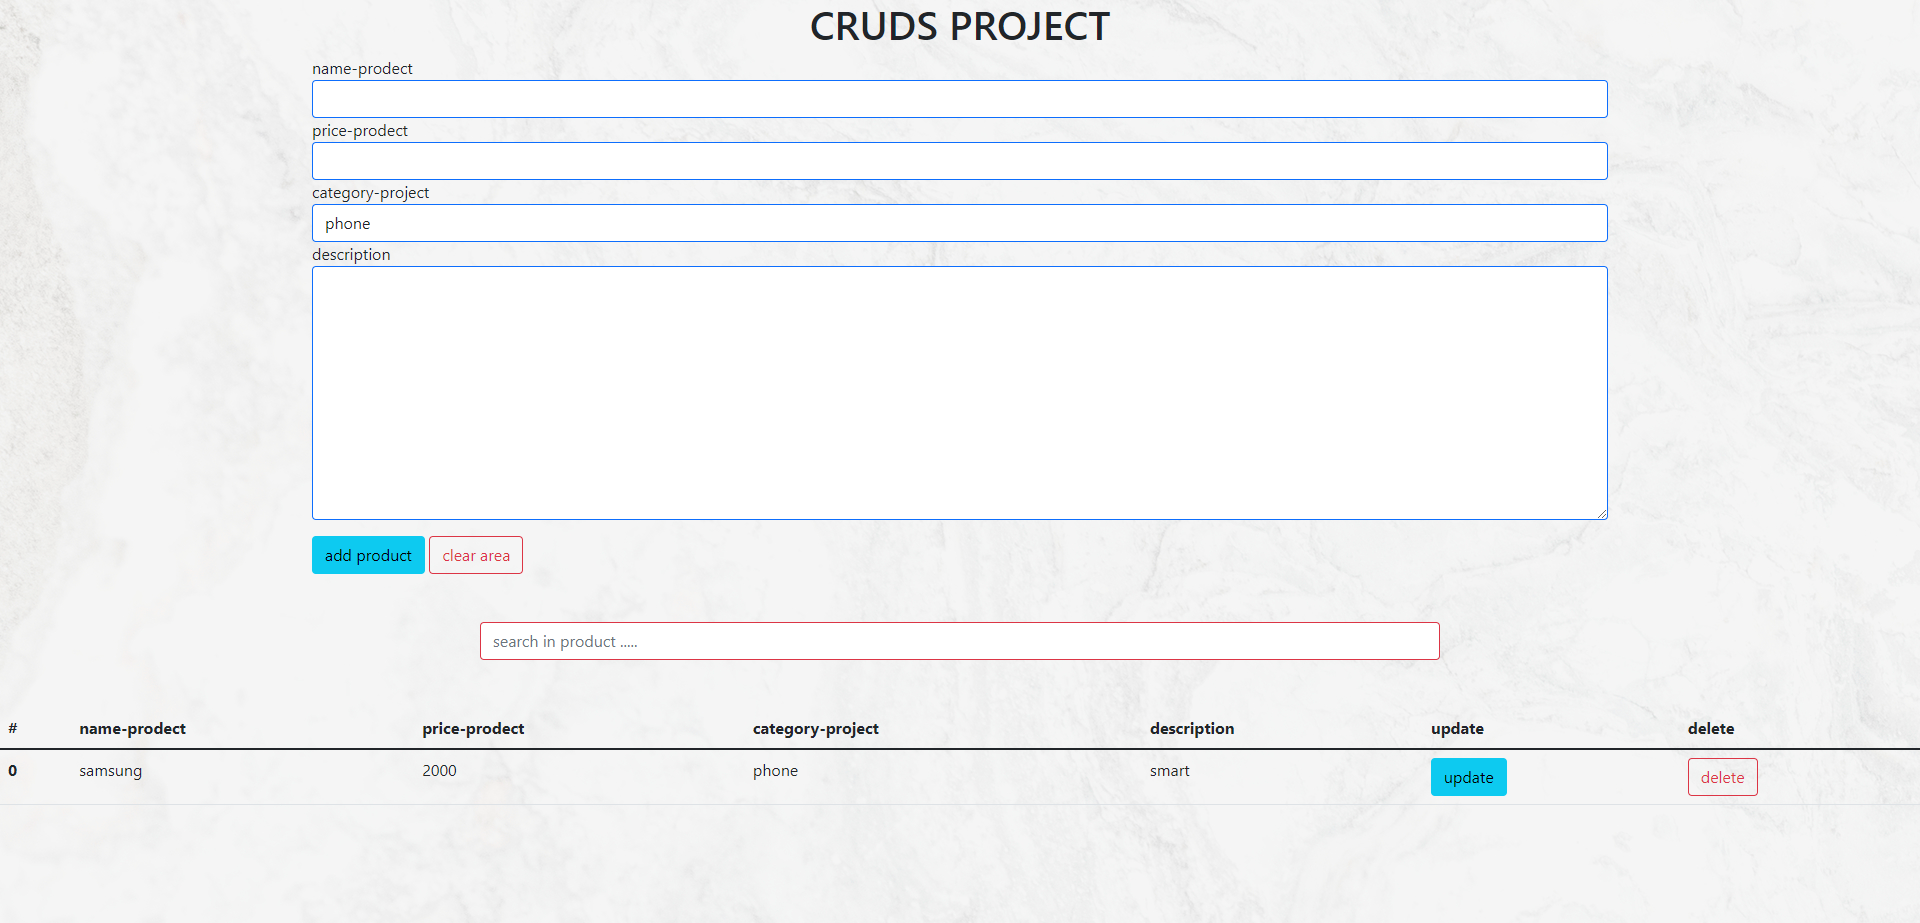 CRUDS PROJECT
name-prodect
price-prodect
category-project
phone
description
add product clear area
search in product .....
# name-prodect price-prodect category-project description update delete
0 samsung 2000 phone smart update delete